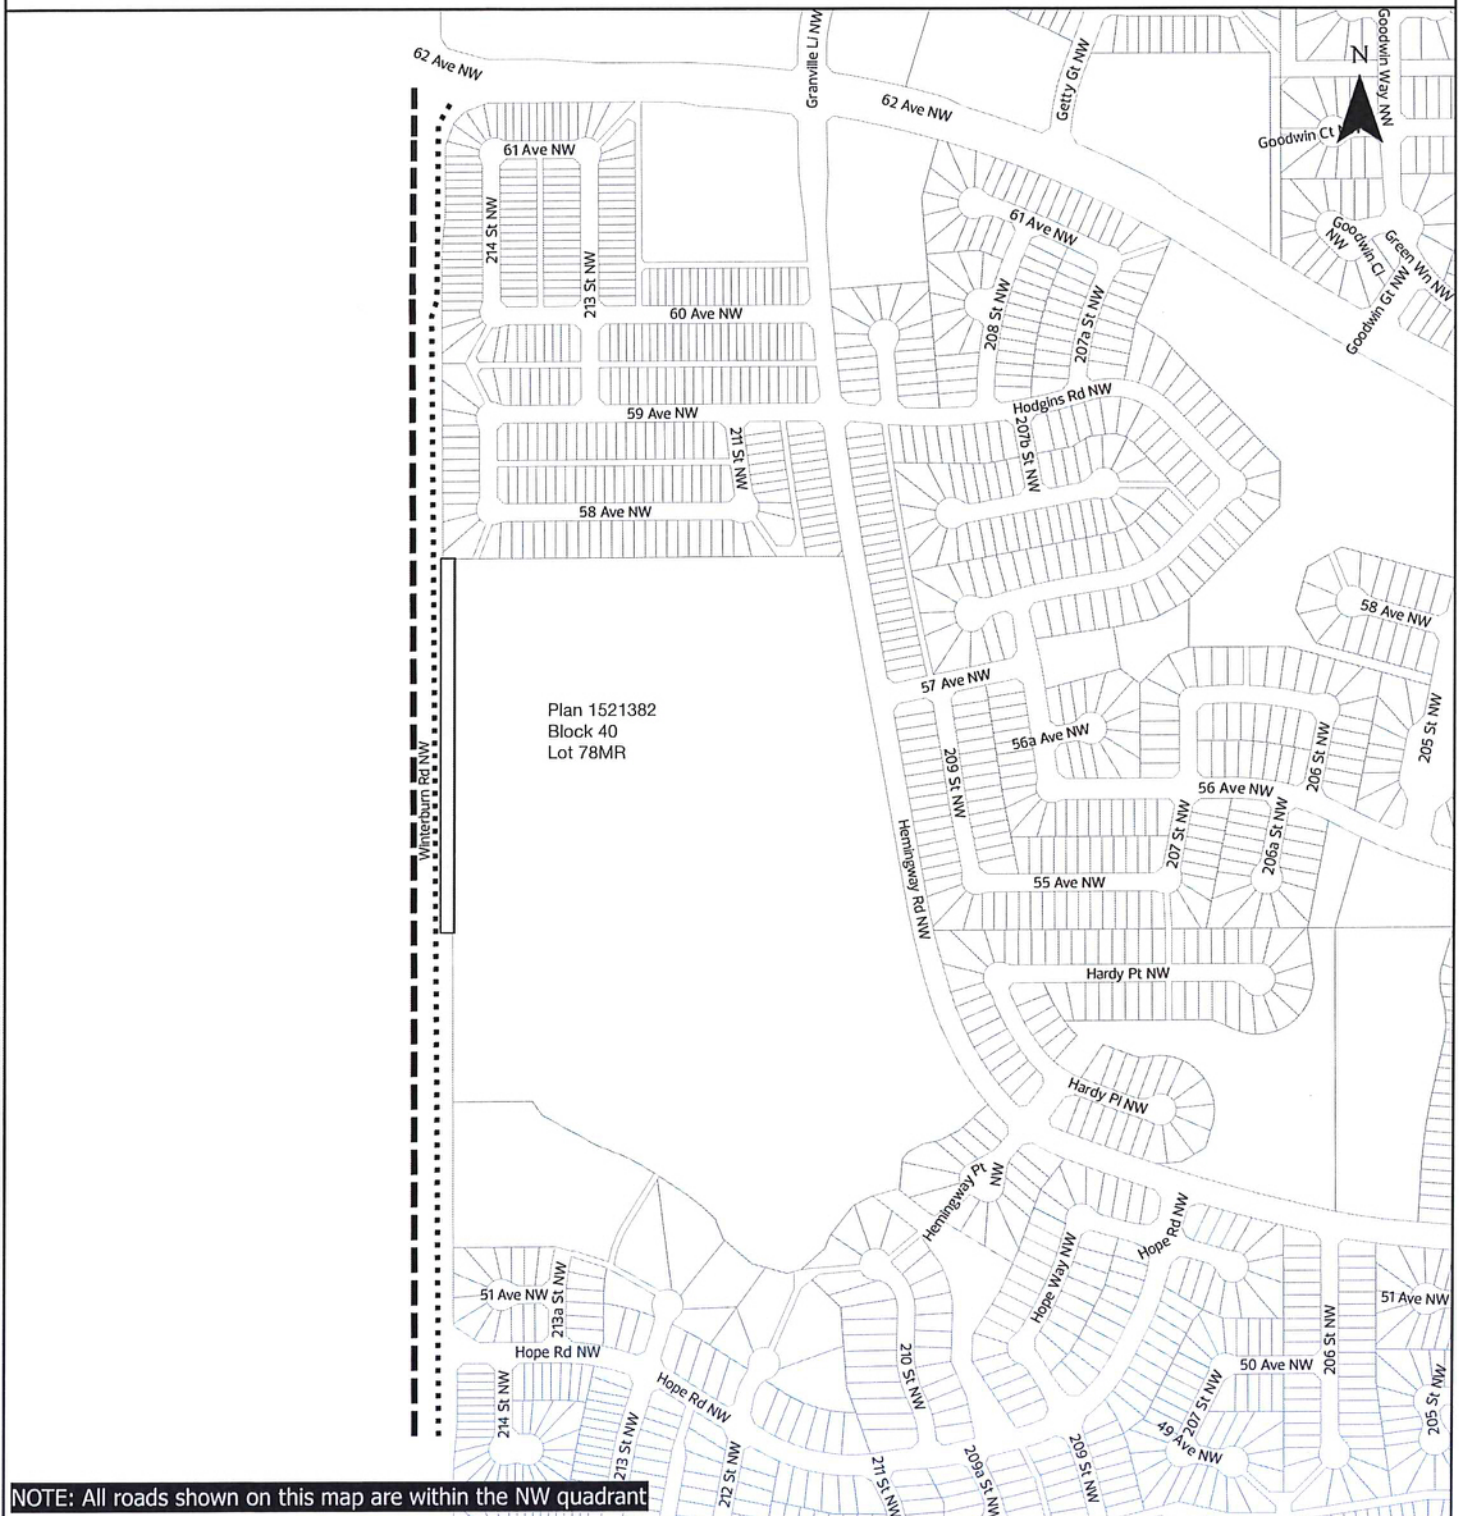 62 Ave NW
Granville Li NW
62 Ave NW
Getty Gt NW
Goodwin Way NW
N
Goodwin Ct
61 Ave NW
214 St NW
213 St NW
60 Ave NW
61 Ave NW
208 St NW
207a St NW
Goodwin Cl
NW
Green Wn NW
Goodwin Gt NW
Hodgins Rd NW
59 Ave NW
211 St NW
207b St NW
58 Ave NW
58 Ave NW
57 Ave NW
Plan 1521382
Block 40
Lot 78MR
Winterburn Rd NW
56a Ave NW
209 St NW
205 St NW
206 St NW
56 Ave NW
207 St NW
206a St NW
Hemingway Rd NW
55 Ave NW
Hardy Pt NW
Hardy Pl NW
Hemingway Pt
NW
Hope Rd NW
Hope Way NW
51 Ave NW
213a St NW
51 Ave NW
Hope Rd NW
206 St NW
210 St NW
50 Ave NW
214 St NW
Hope Rd NW
207 St NW
205 St NW
49 Ave NW
213 St NW
212 St NW
211 St NW
209a St NW
209 St NW
NOTE: All roads shown on this map are within the NW quadrant